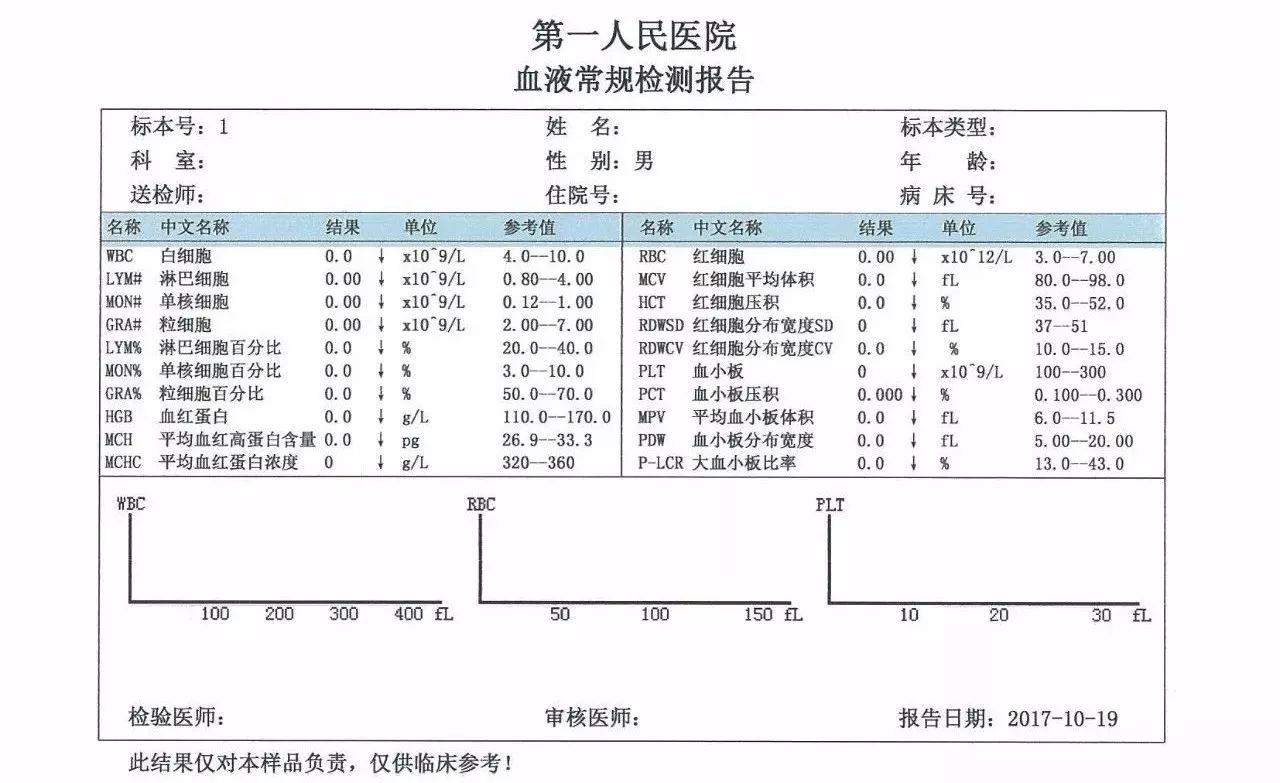 第一人民医院
血液常规检测报告
标本号：1 姓 名： 标本类型：
科 室： 性 别：男 年 龄：
送检师： 住院号： 病 床 号：
名称 中文名称 结果 单位 参考值 名称 中文名称 结果 单位 参考值
WBC 白细胞 0.0 ↓ x10^9/L 4.0--10.0 RBC 红细胞 0.00 ↓ x10^12/L 3.0--7.00
LYM# 淋巴细胞 0.00 ↓ x10^9/L 0.80--4.00 MCV 红细胞平均体积 0.0 ↓ fL 80.0--98.0
MON# 单核细胞 0.00 ↓ x10^9/L 0.12--1.00 HCT 红细胞压积 0.0 ↓ % 35.0--52.0
GRA# 粒细胞 0.00 ↓ x10^9/L 2.00--7.00 RDWSD 红细胞分布宽度SD 0 ↓ fL 37--51
LYM% 淋巴细胞百分比 0.0 ↓ % 20.0--40.0 RDWCV 红细胞分布宽度CV 0.0 ↓ % 10.0--15.0
MON% 单核细胞百分比 0.0 ↓ % 3.0--10.0 PLT 血小板 0 ↓ x10^9/L 100--300
GRA% 粒细胞百分比 0.0 ↓ % 50.0--70.0 PCT 血小板压积 0.000 ↓ % 0.100--0.300
HGB 血红蛋白 0.0 ↓ g/L 110.0--170.0 MPV 平均血小板体积 0.0 ↓ fL 6.0--11.5
MCH 平均血红高蛋白含量 0.0 ↓ pg 26.9--33.3 PDW 血小板分布宽度 0.0 ↓ fL 5.00--20.00
MCHC 平均血红蛋白浓度 0 ↓ g/L 320--360 P-LCR 大血小板比率 0.0 ↓ % 13.0--43.0
WBC RBC PLT
100 200 300 400 fL 50 100 150 fL 10 20 30 fL
检验医师： 审核医师： 报告日期：2017-10-19
此结果仅对本样品负责，仅供临床参考！